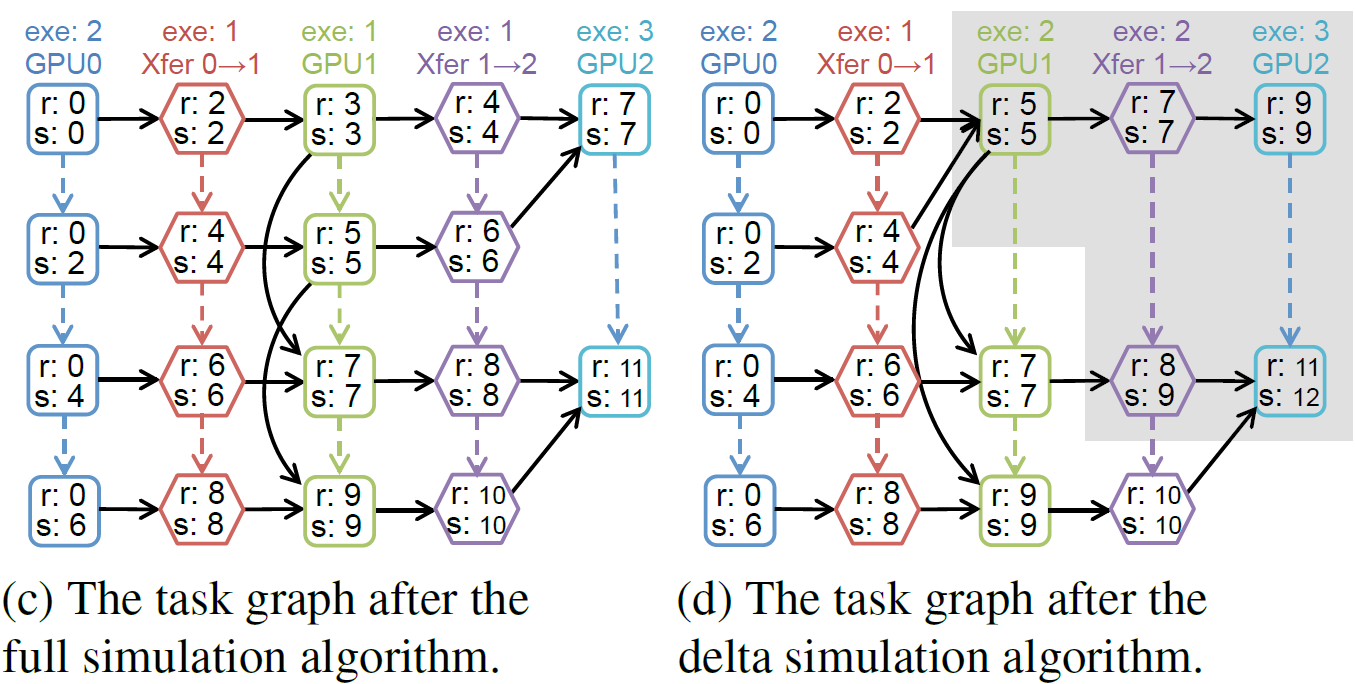 exe: 2 exe: 1 exe: 1 exe: 1 exe: 3
GPU0 Xfer 0→1 GPU1 Xfer 1→2 GPU2
r: 0 r: 2 r: 3 r: 4 r: 7
s: 0 s: 2 s: 3 s: 4 s: 7
r: 0 r: 4 r: 5 r: 6
s: 2 s: 4 s: 5 s: 6
r: 0 r: 6 r: 7 r: 8 r: 11
s: 4 s: 6 s: 7 s: 8 s: 11
r: 0 r: 8 r: 9 r: 10
s: 6 s: 8 s: 9 s: 10
(c) The task graph after the
full simulation algorithm.
exe: 2 exe: 1 exe: 2 exe: 2 exe: 3
GPU0 Xfer 0→1 GPU1 Xfer 1→2 GPU2
r: 0 r: 2 r: 5 r: 7 r: 9
s: 0 s: 2 s: 5 s: 7 s: 9
r: 0 r: 4
s: 2 s: 4
r: 0 r: 6 r: 7 r: 8 r: 11
s: 4 s: 6 s: 7 s: 9 s: 12
r: 0 r: 8 r: 9 r: 10
s: 6 s: 8 s: 9 s: 10
(d) The task graph after the
delta simulation algorithm.